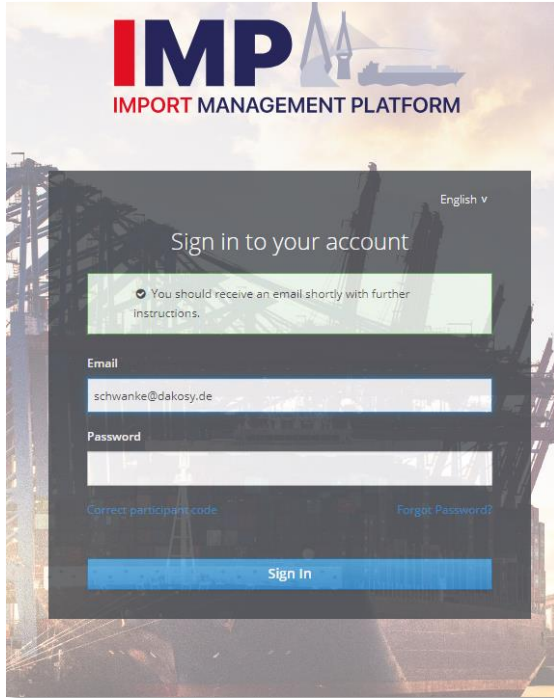 IMP
IMPORT MANAGEMENT PLATFORM
English v
Sign in to your account
You should receive an email shortly with further
instructions.
Email
schwanke@dakosy.de
Password
Correct participant code Forgot Password?
Sign In